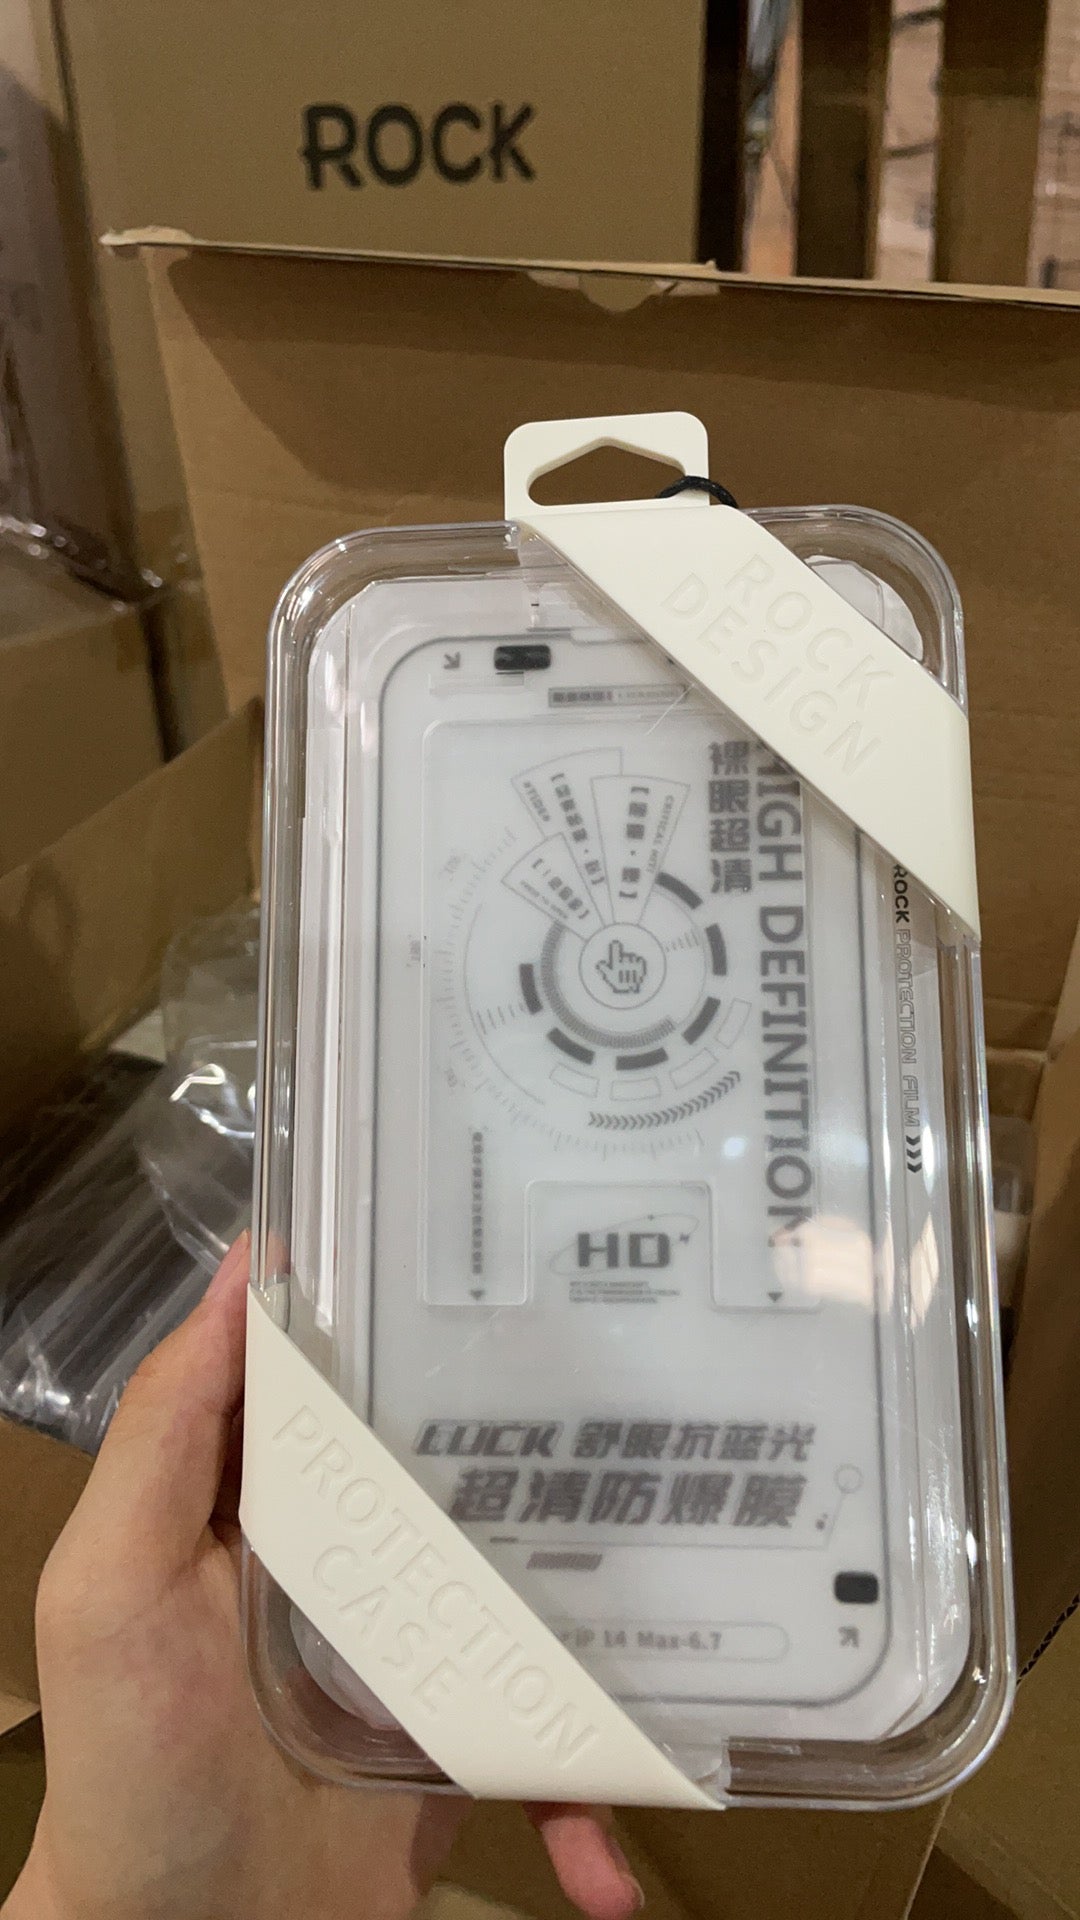 ROCK
ROCK
DESIGN
裸眼超清
HIGH DEFINITION
ROCK PROTECTION FILM
HD
LUCK 舒眼抗蓝光
超清防爆膜
iP 14 Max-6.7
PROTECTION
CASE